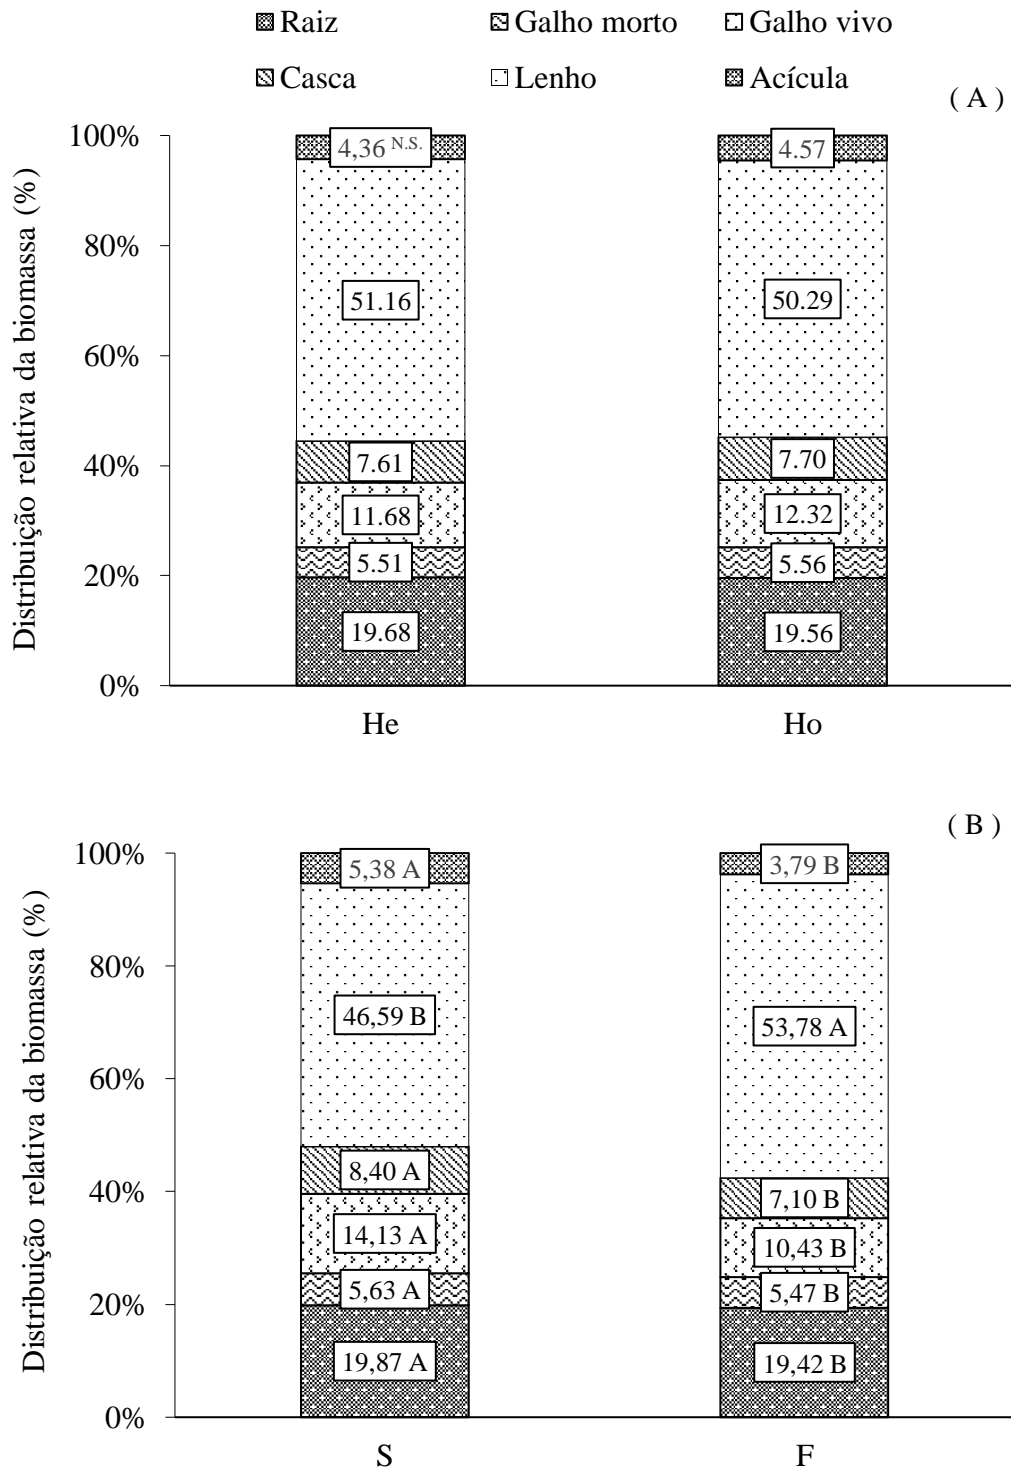 Raiz Galho morto Galho vivo
Casca Lenho Acícula
( A )
Distribuição relativa da biomassa (%)
100%
80%
60%
40%
20%
0%
4,36 N.S.
51.16
7.61
11.68
5.51
19.68
4.57
50.29
7.70
12.32
5.56
19.56
He Ho
( B )
Distribuição relativa da biomassa (%)
100%
80%
60%
40%
20%
0%
5,38 A
46,59 B
8,40 A
14,13 A
5,63 A
19,87 A
3,79 B
53,78 A
7,10 B
10,43 B
5,47 B
19,42 B
S F